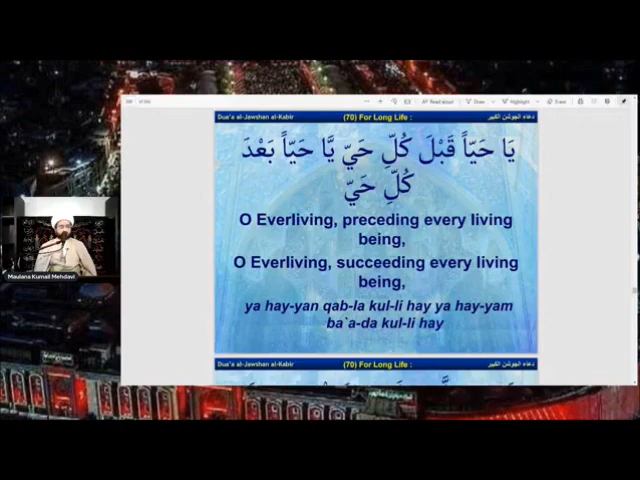 Read aloud Draw Highlight Erase
Dua'a al-Jawshan al-Kabir (70) For Long Life : دعاء الجوشن الكبير
يَا حَيّاً قَبْلَ كُلِّ حَيّ يَّا حَيّاً بَعْدَ
كُلِّ حَيّ
O Everliving, preceding every living
being,
O Everliving, succeeding every living
being,
ya hay-yan qab-la kul-li hay ya hay-yam
ba`a-da kul-li hay
Maulana Kumail Mehdavi
Dua'a al-Jawshan al-Kabir (70) For Long Life : دعاء الجوشن الكبير